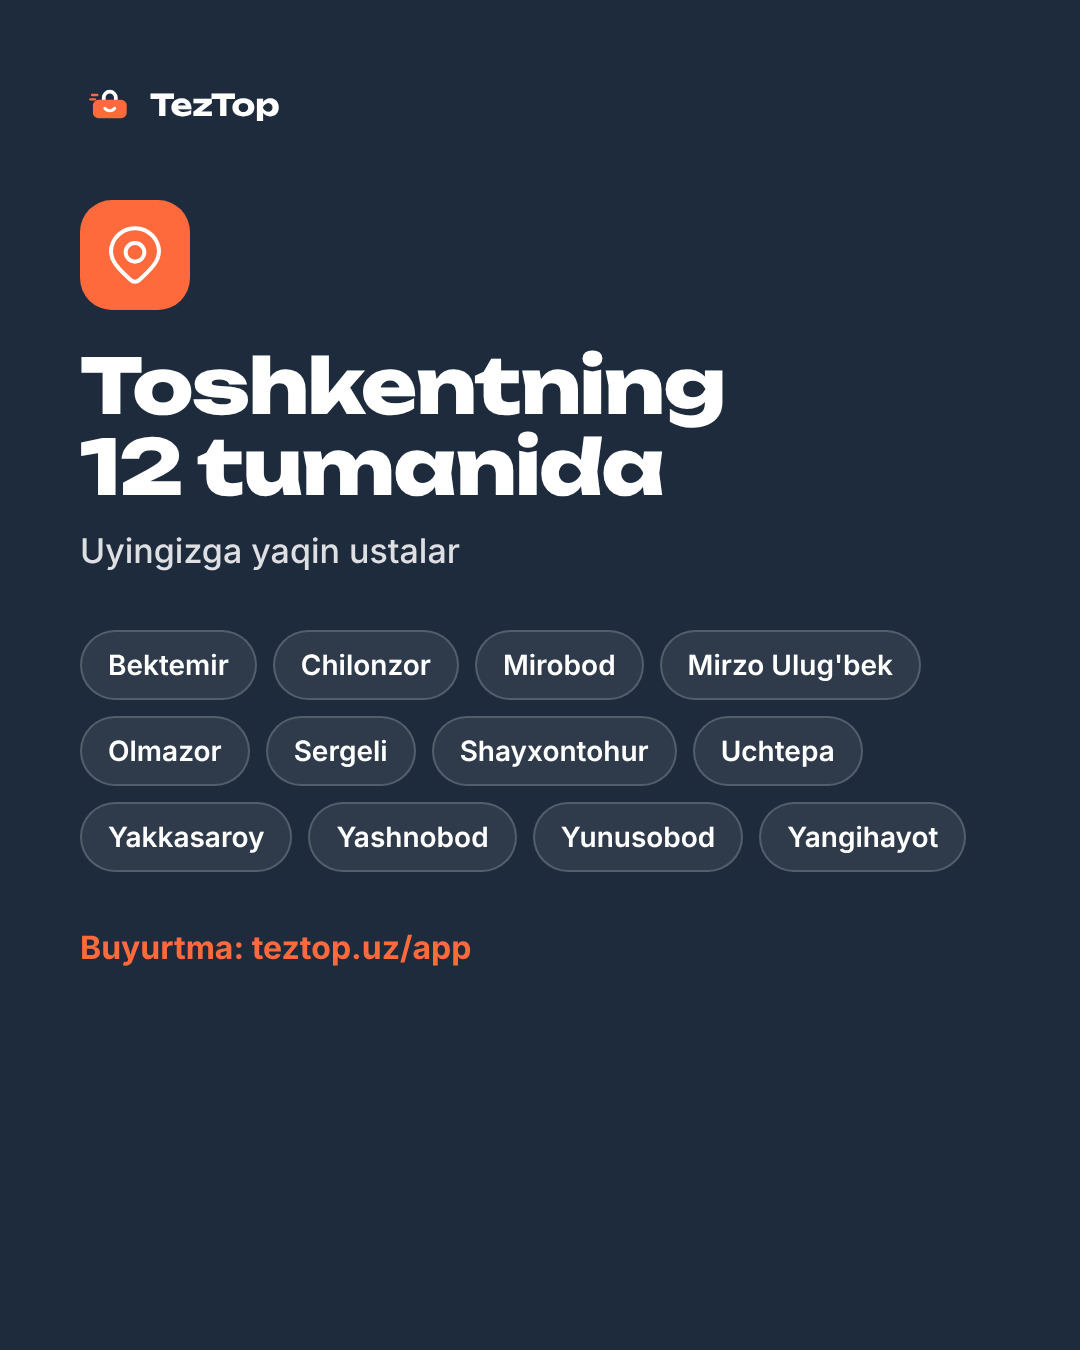 TezTop
Toshkentning
12 tumanida
Uyingizga yaqin ustalar
Bektemir Chilonzor Mirobod Mirzo Ulug'bek
Olmazor Sergeli Shayxontohur Uchtepa
Yakkasaroy Yashnobod Yunusobod Yangihayot
Buyurtma: teztop.uz/app